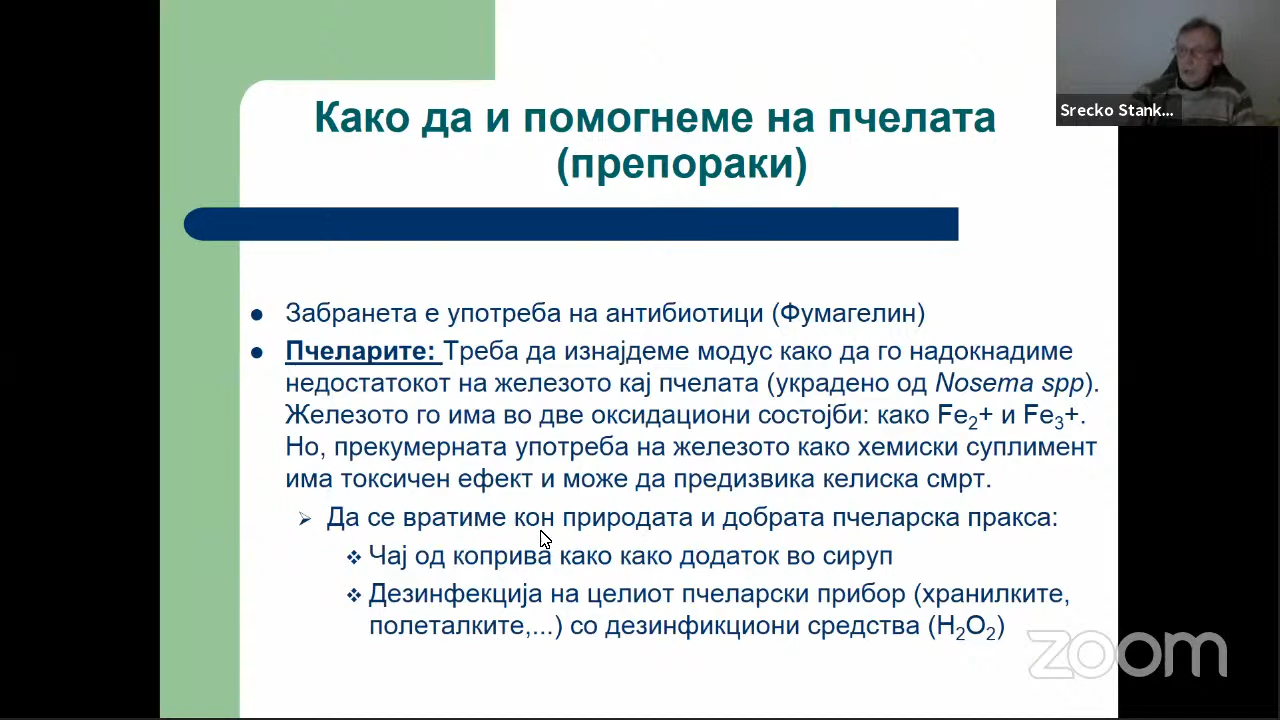 Како да и помогнеме на пчелата
(препораки)
Srecko Stank...
Забранета е употреба на антибиотици (Фумагелин)
Пчеларите: Треба да изнајдеме модус како да го надокнадиме
недостатокот на железото кај пчелата (украдено од Nosema spp).
Железото го има во две оксидациони состојби: како Fe₂+ и Fe₃+.
Но, прекумерната употреба на железото како хемиски суплимент
има токсичен ефект и може да предизвика келиска смрт.
Да се вратиме кон природата и добрата пчеларска пракса:
Чај од коприва како како додаток во сируп
Дезинфекција на целиот пчеларски прибор (хранилките,
полеталките,...) со дезинфикциони средства (H₂O₂)
zoom